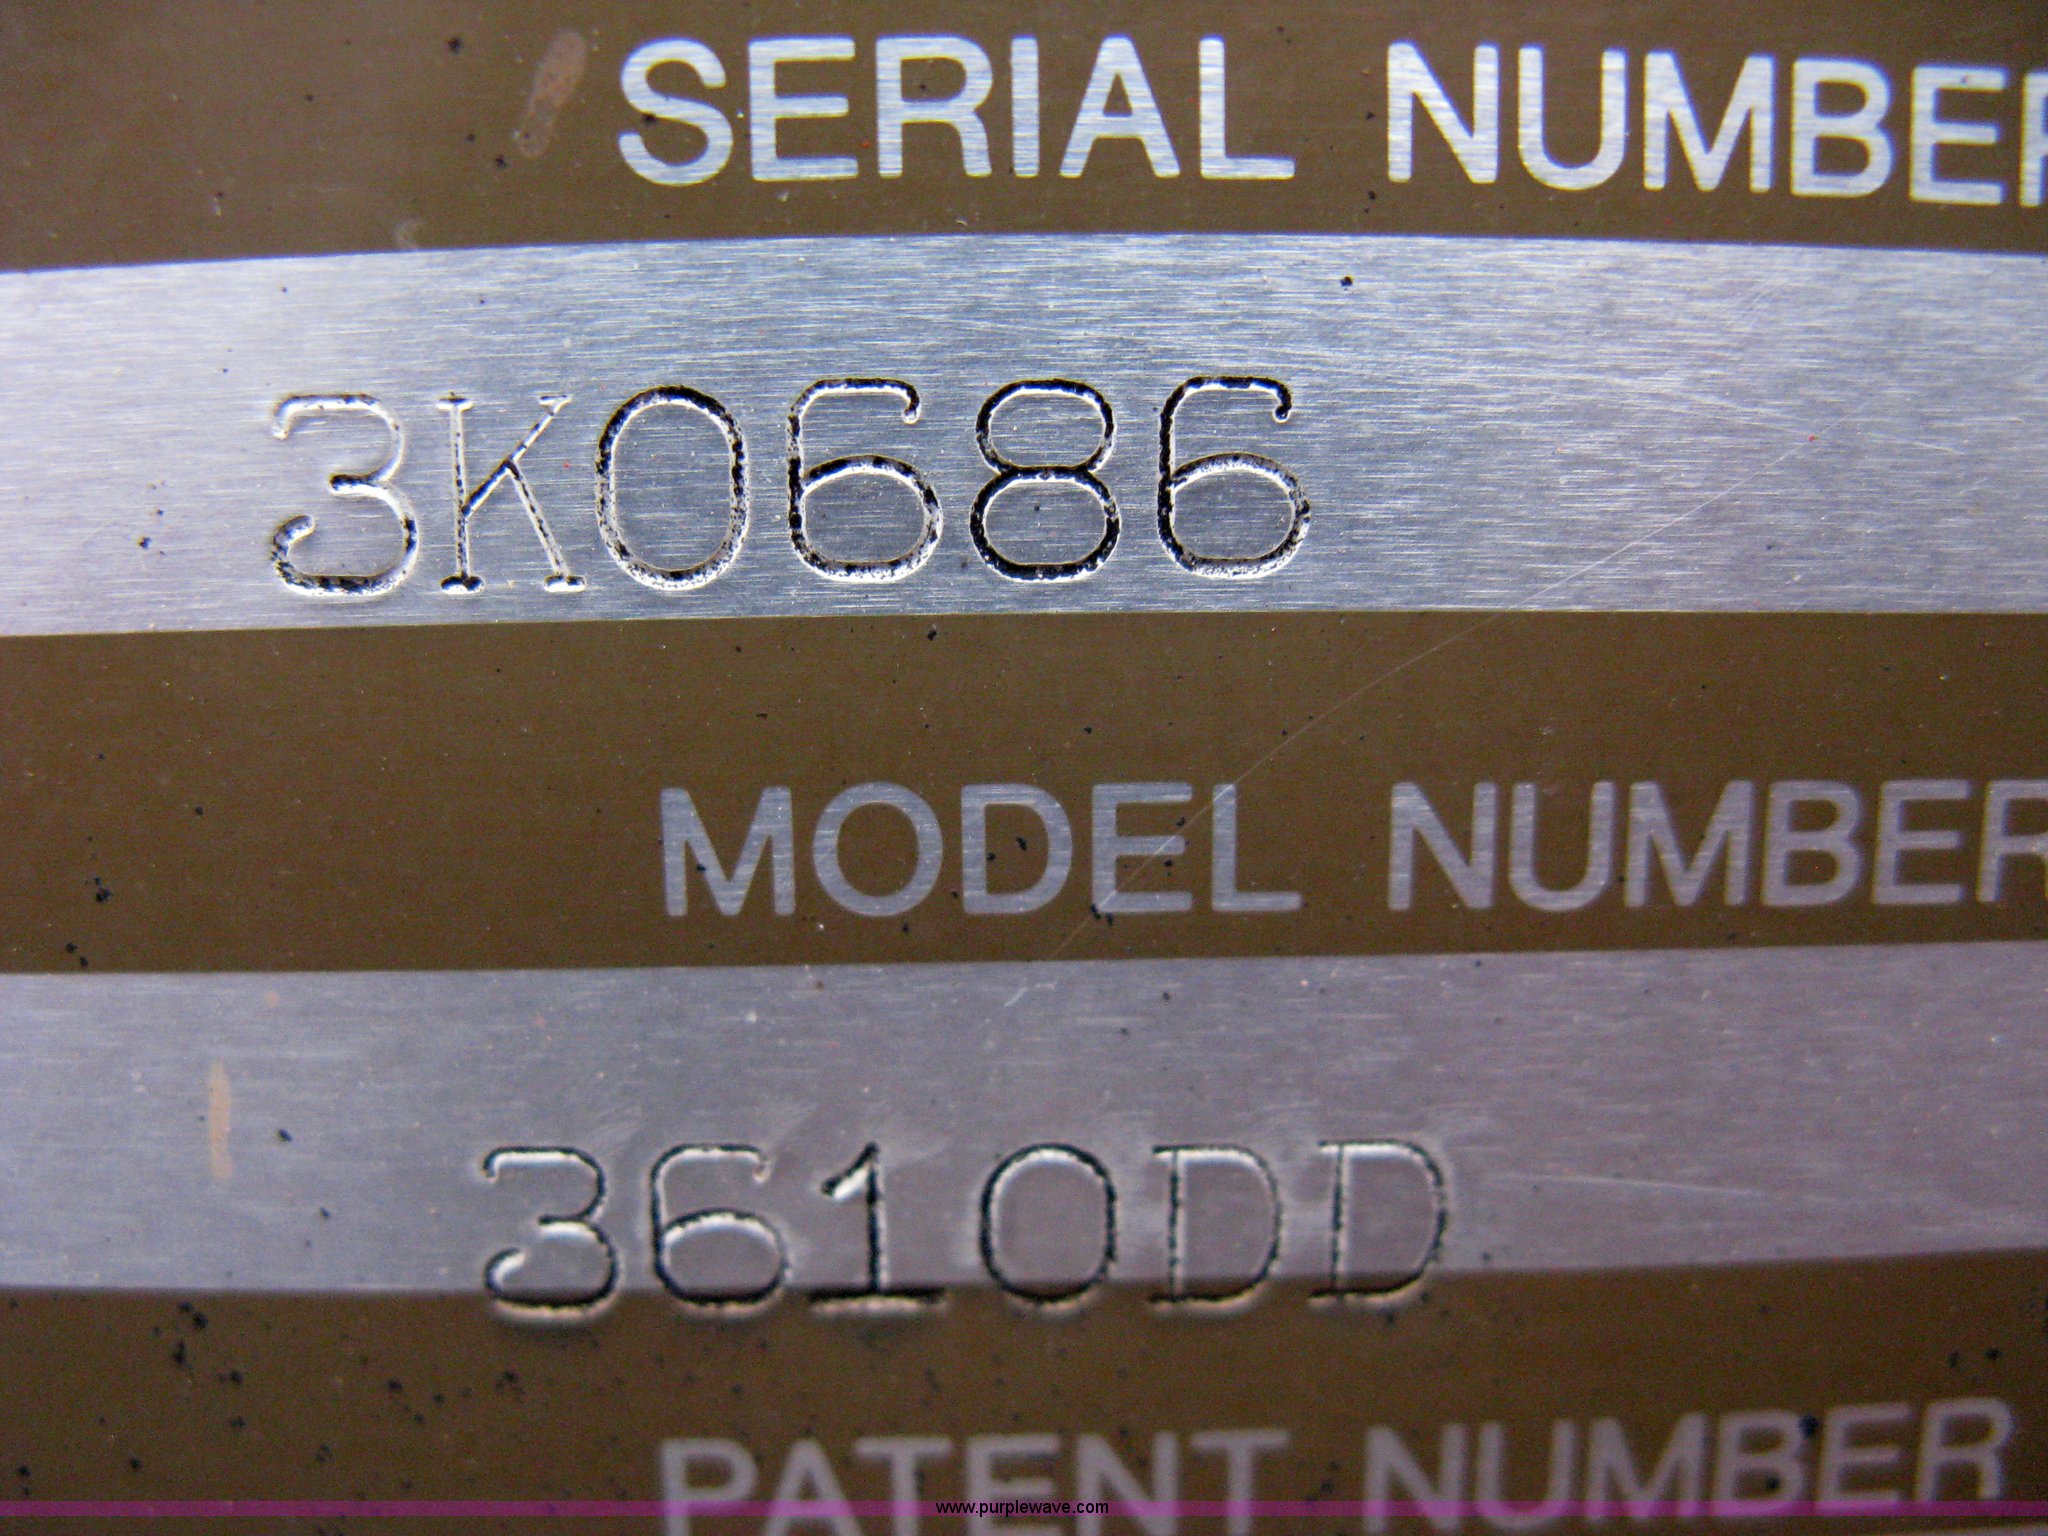 SERIAL NUMBER
3K0686
MODEL NUMBER
3610DD
PATENT NUMBER
www.purplewave.com